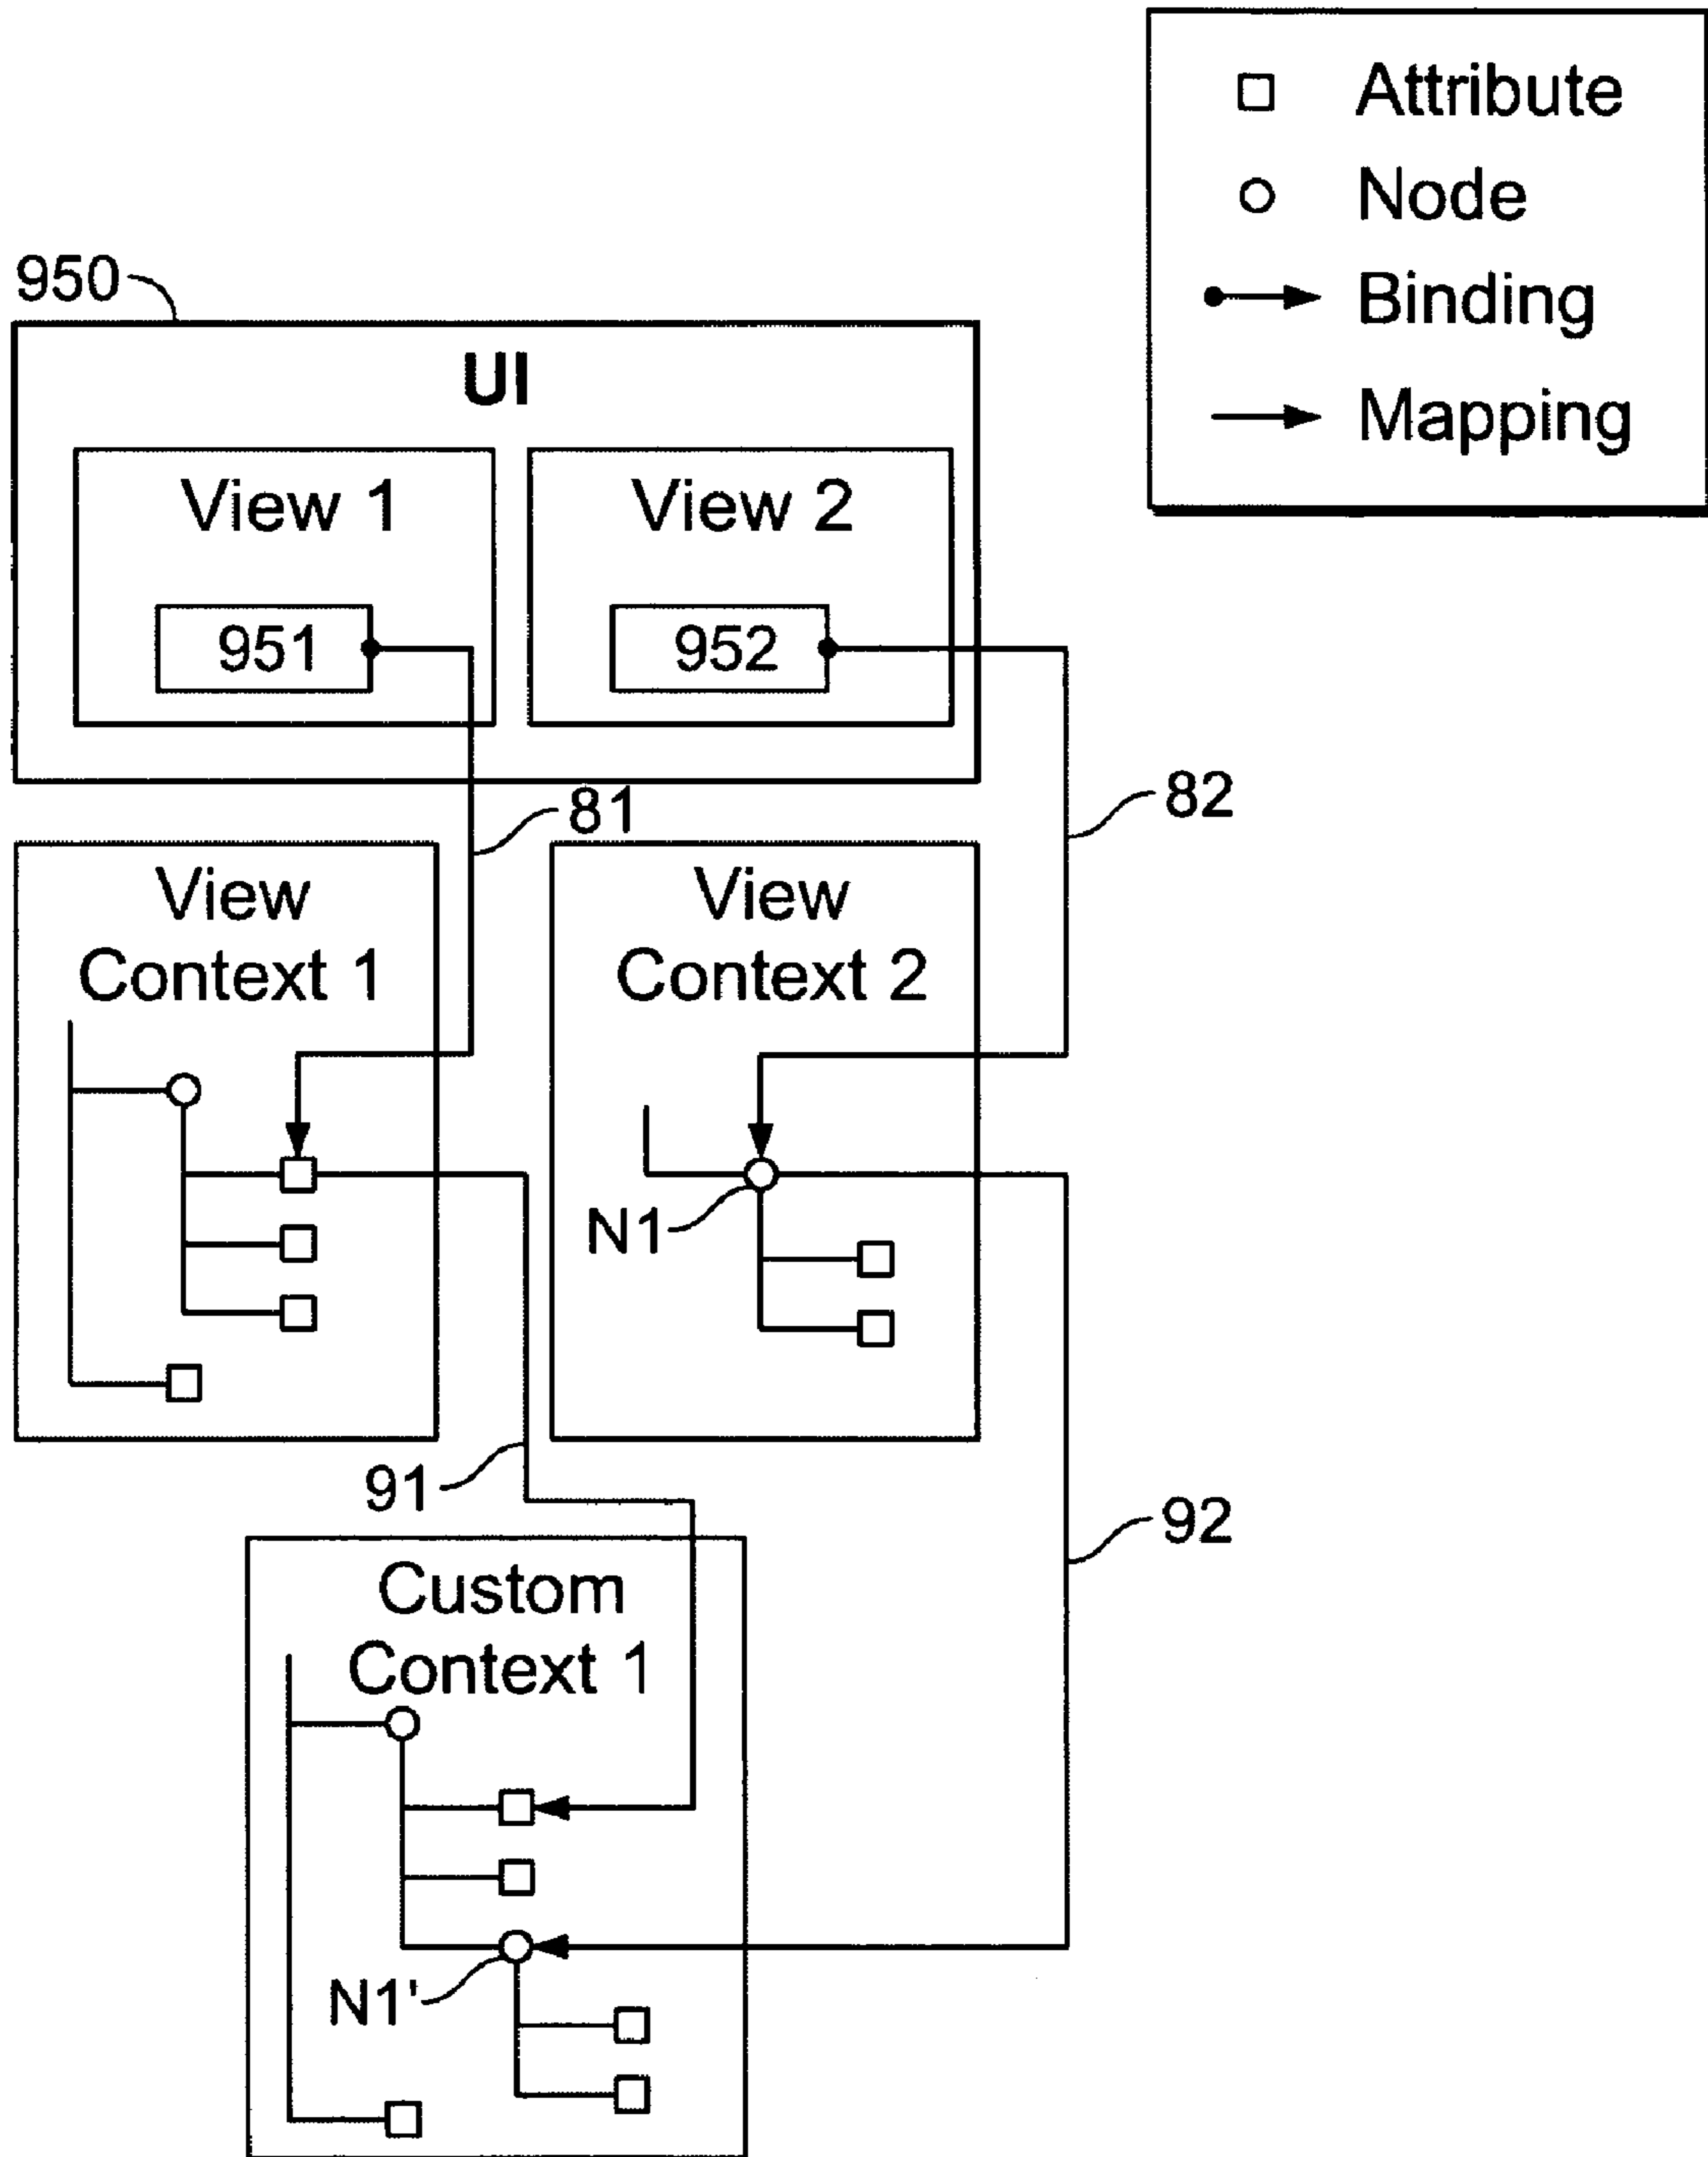 Attribute
Node
Binding
Mapping
950
UI
View 1
View 2
951
952
81
82
View
Context 1
View
Context 2
N1
91
92
Custom
Context 1
N1'